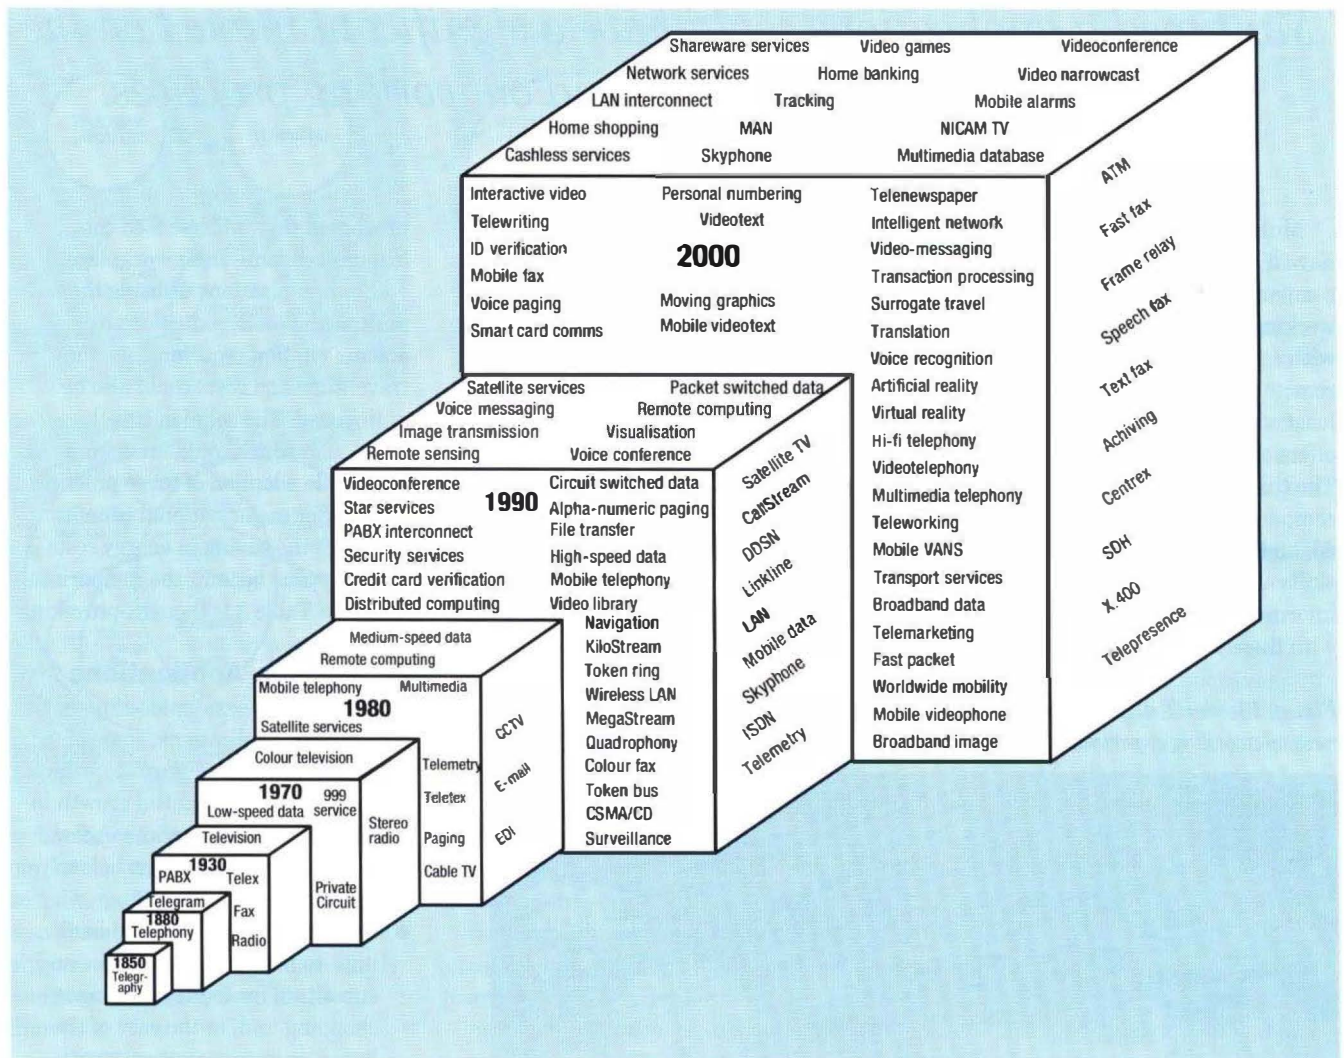 Shareware services
Video games
Videoconference
Network services
Home banking
Video narrowcast
LAN interconnect
Tracking
Mobile alarms
Home shopping
MAN
NICAM TV
Cashless services
Skyphone
Multimedia database
Interactive video
Telewriting
ID verification
Mobile fax
Voice paging
Smart card comms
Personal numbering
Videotext
2000
Moving graphics
Mobile videotext
Telenewspaper
Intelligent network
Video-messaging
Transaction processing
Surrogate travel
Translation
Voice recognition
Artificial reality
Virtual reality
Hi-fi telephony
Videotelephony
Multimedia telephony
Teleworking
Mobile VANS
Transport services
Broadband data
Telemarketing
Fast packet
Worldwide mobility
Mobile videophone
Broadband image
ATM
Fast fax
Frame relay
Speech fax
Text fax
Achiving
Centrex
SDH
X.400
Telepresence
Satellite services
Packet switched data
Voice messaging
Remote computing
Image transmission
Visualisation
Remote sensing
Voice conference
Videoconference
Star services
PABX interconnect
Security services
Credit card verification
Distributed computing
1990
Circuit switched data
Alpha-numeric paging
File transfer
High-speed data
Mobile telephony
Video library
Navigation
KiloStream
Token ring
Wireless LAN
MegaStream
Quadrophony
Colour fax
Token bus
CSMA/CD
Surveillance
Satellite TV
CallStream
DDSN
Linkline
LAN
Mobile data
Skyphone
ISDN
Telemetry
Medium-speed data
Remote computing
Mobile telephony
Multimedia
1980
Satellite services
Telemetry
Teletex
Paging
Cable TV
CCTV
E-mail
EDI
Colour television
1970
Low-speed data
999
service
Private
Circuit
Stereo
radio
Television
1930
PABX
Telex
Fax
Radio
Telegram
1880
Telephony
1850
Telegr-
aphy